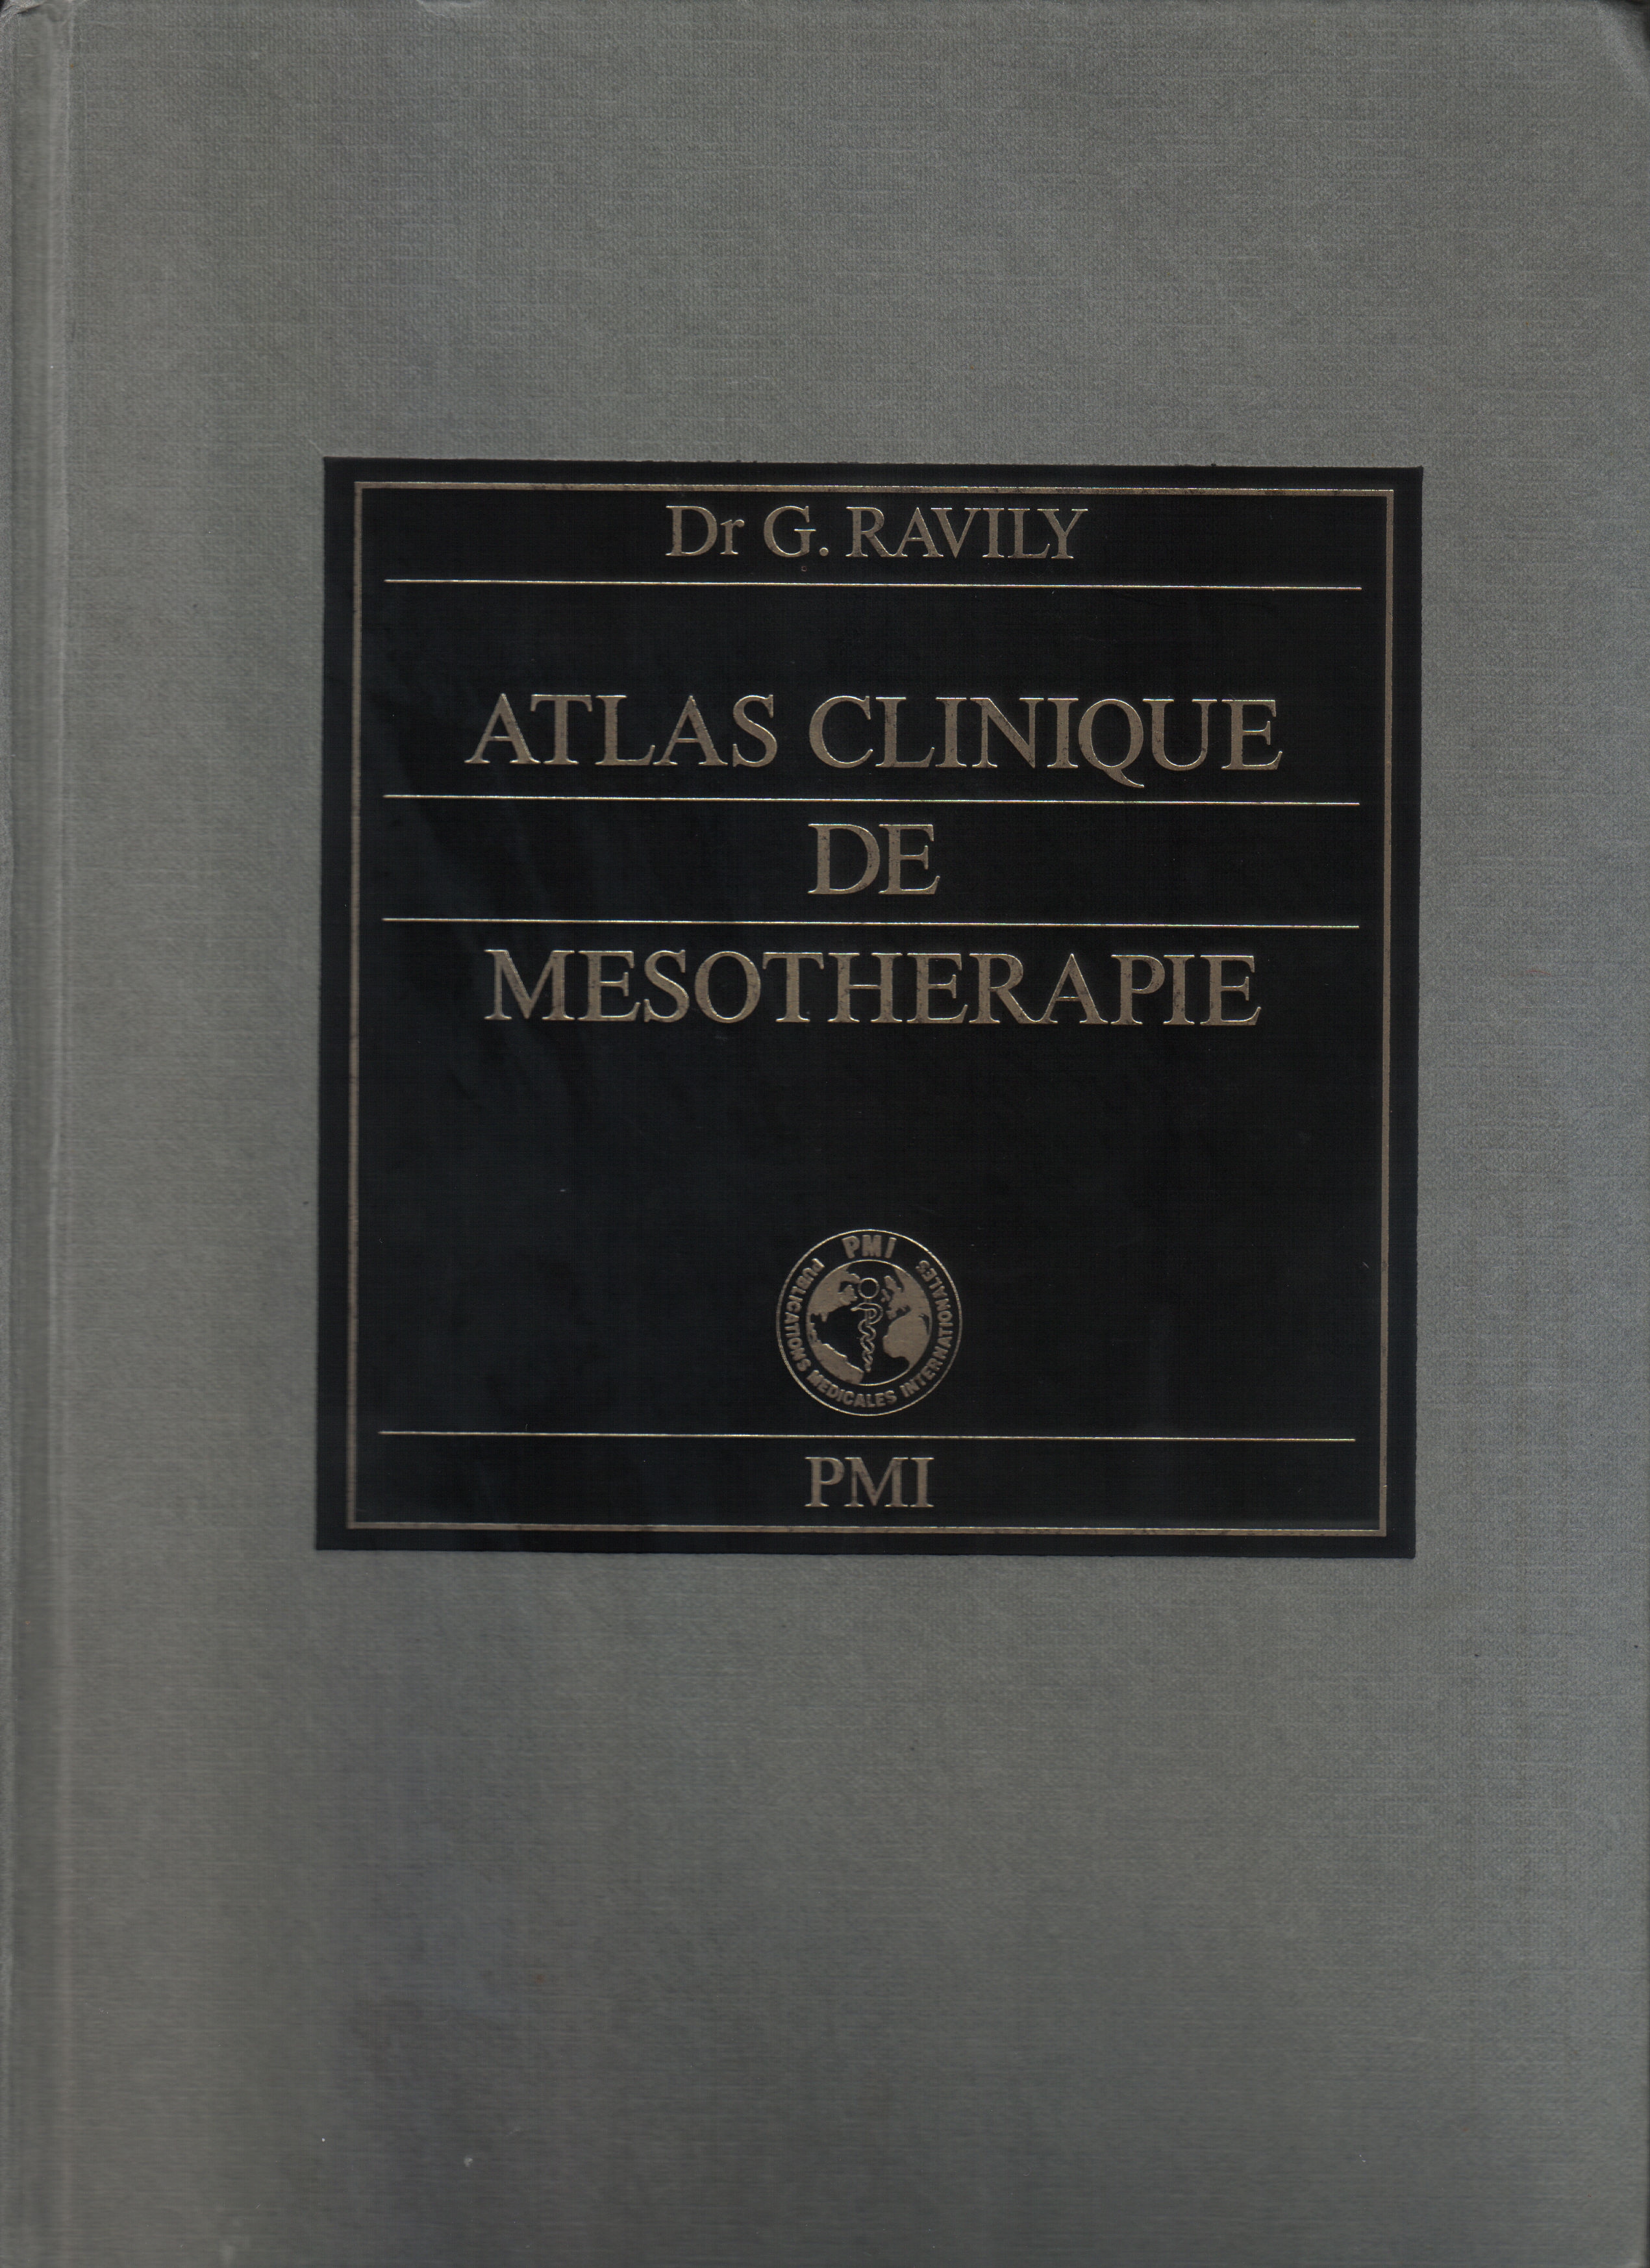 Dr G. RAVILY
ATLAS CLINIQUE
DE
MESOTHERAPIE
PMI
PUBLICATIONS MEDICALES INTERNATIONALES
PMI